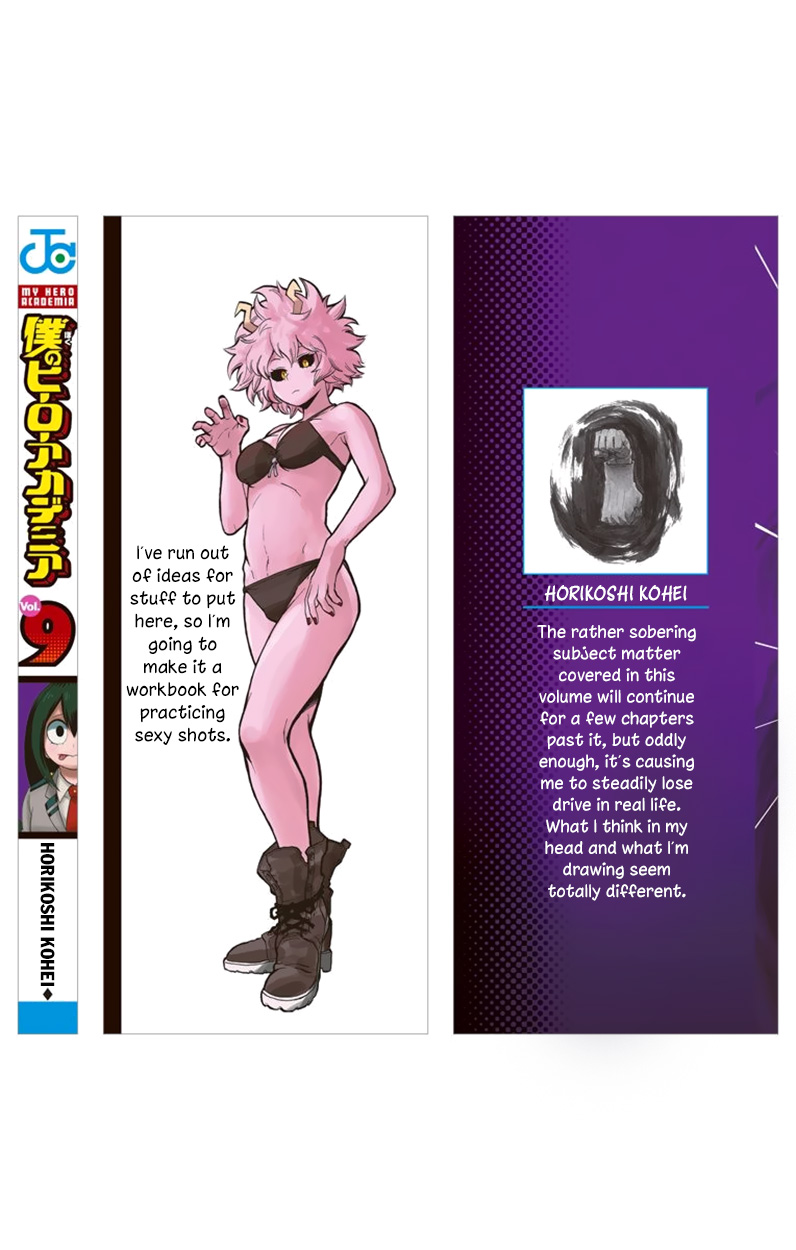 JC
MY HERO
ACADEMIA
僕のヒーローアカデミア
ぼく
Vol.
9
HORIKOSHI KOHEI◆
I've run out
of ideas for
stuff to put
here, so I'm
going to
make it a
workbook for
practicing
sexy shots.
HORIKOSHI KOHEI
The rather sobering
subject matter
covered in this
volume will continue
for a few chapters
past it, but oddly
enough, it's causing
me to steadily lose
drive in real life.
What I think in my
head and what I'm
drawing seem
totally different.